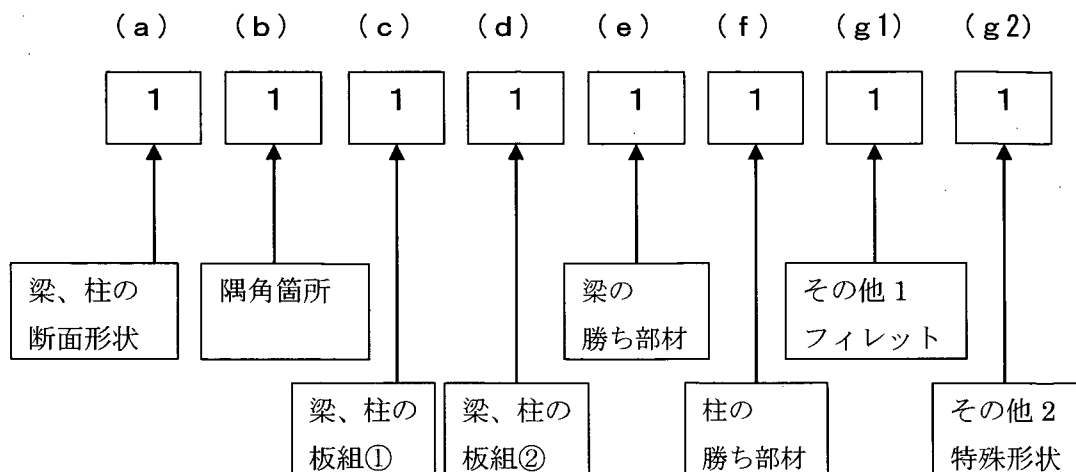 (a) (b) (c) (d) (e) (f) (g1) (g2)
1 1 1 1 1 1 1 1
梁、柱の
断面形状
隅角箇所
梁の
勝ち部材
その他1
フィレット
梁、柱の
板組①
梁、柱の
板組②
柱の
勝ち部材
その他2
特殊形状